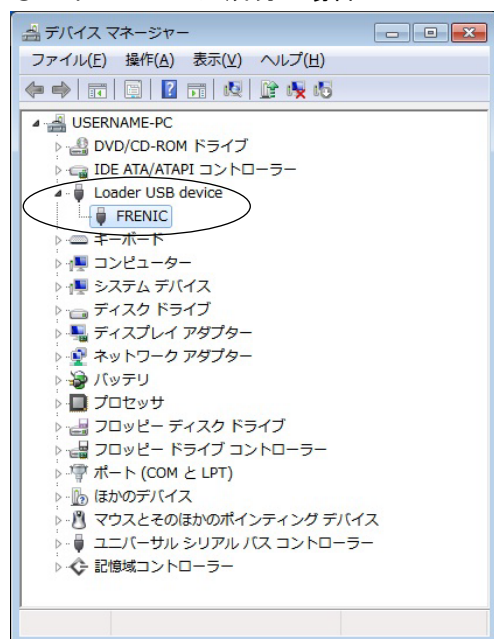 デバイス マネージャー
ファイル(F) 操作(A) 表示(V) ヘルプ(H)
USERNAME-PC
DVD/CD-ROM ドライブ
IDE ATA/ATAPI コントローラー
Loader USB device
FRENIC
キーボード
コンピューター
システム デバイス
ディスク ドライブ
ディスプレイ アダプター
ネットワーク アダプター
バッテリ
プロセッサ
フロッピー ディスク ドライブ
フロッピー ドライブ コントローラー
ポート (COM と LPT)
ほかのデバイス
マウスとそのほかのポインティング デバイス
ユニバーサル シリアル バス コントローラー
記憶域コントローラー